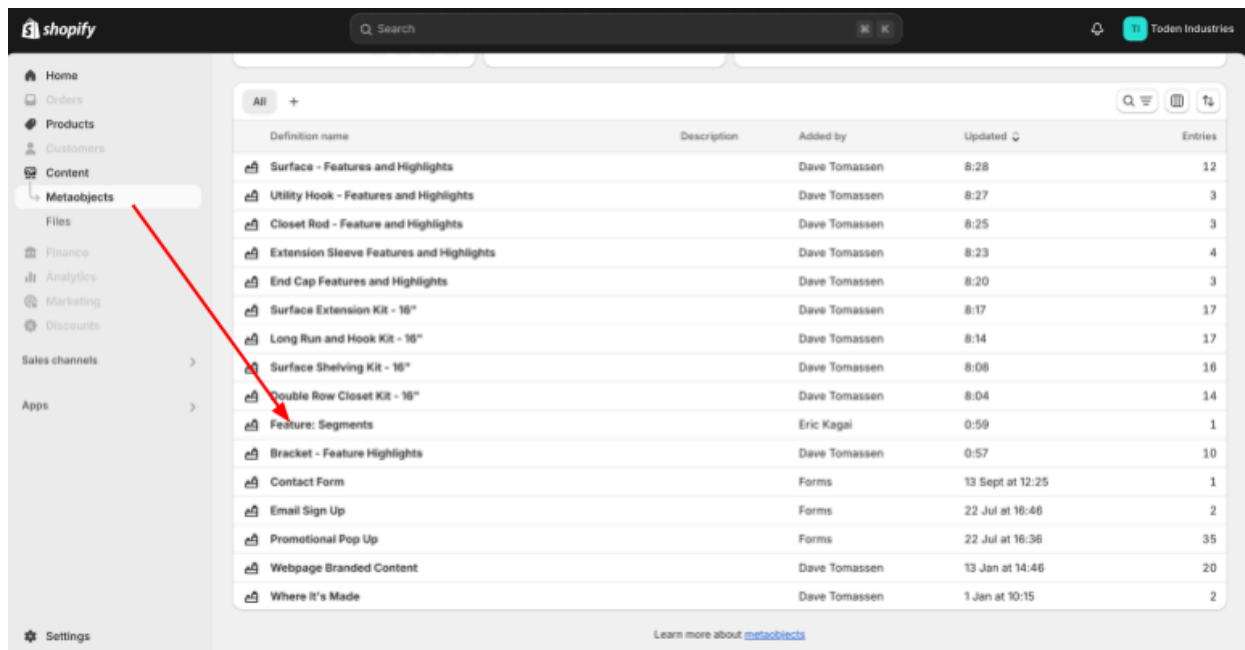 shopify
Search
⌘ K
TI
Toden Industries
Home
Orders
Products
Customers
Content
Metaobjects
Files
Finance
Analytics
Marketing
Discounts
Sales channels
Apps
Settings
All +
Definition name Description Added by Updated Entries
Surface - Features and Highlights Dave Tomassen 8:28 12
Utility Hook - Features and Highlights Dave Tomassen 8:27 3
Closet Rod - Feature and Highlights Dave Tomassen 8:25 3
Extension Sleeve Features and Highlights Dave Tomassen 8:23 4
End Cap Features and Highlights Dave Tomassen 8:20 3
Surface Extension Kit - 16" Dave Tomassen 8:17 17
Long Run and Hook Kit - 16" Dave Tomassen 8:14 17
Surface Shelving Kit - 16" Dave Tomassen 8:08 16
Double Row Closet Kit - 16" Dave Tomassen 8:04 14
Feature: Segments Eric Kagai 0:59 1
Bracket - Feature Highlights Dave Tomassen 0:57 10
Contact Form Forms 13 Sept at 12:25 1
Email Sign Up Forms 22 Jul at 16:46 2
Promotional Pop Up Forms 22 Jul at 16:36 35
Webpage Branded Content Dave Tomassen 13 Jan at 14:46 20
Where It's Made Dave Tomassen 1 Jan at 10:15 2
Learn more about metaobjects